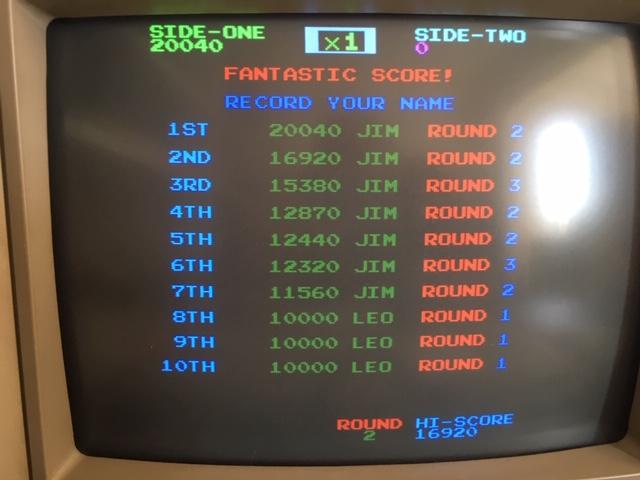 SIDE-ONE ×1 SIDE-TWO
20040 0
FANTASTIC SCORE!
RECORD YOUR NAME
1ST 20040 JIM ROUND 2
2ND 16920 JIM ROUND 2
3RD 15380 JIM ROUND 3
4TH 12870 JIM ROUND 2
5TH 12440 JIM ROUND 2
6TH 12320 JIM ROUND 3
7TH 11560 JIM ROUND 2
8TH 10000 LEO ROUND 1
9TH 10000 LEO ROUND 1
10TH 10000 LEO ROUND 1
ROUND HI-SCORE
2 16920